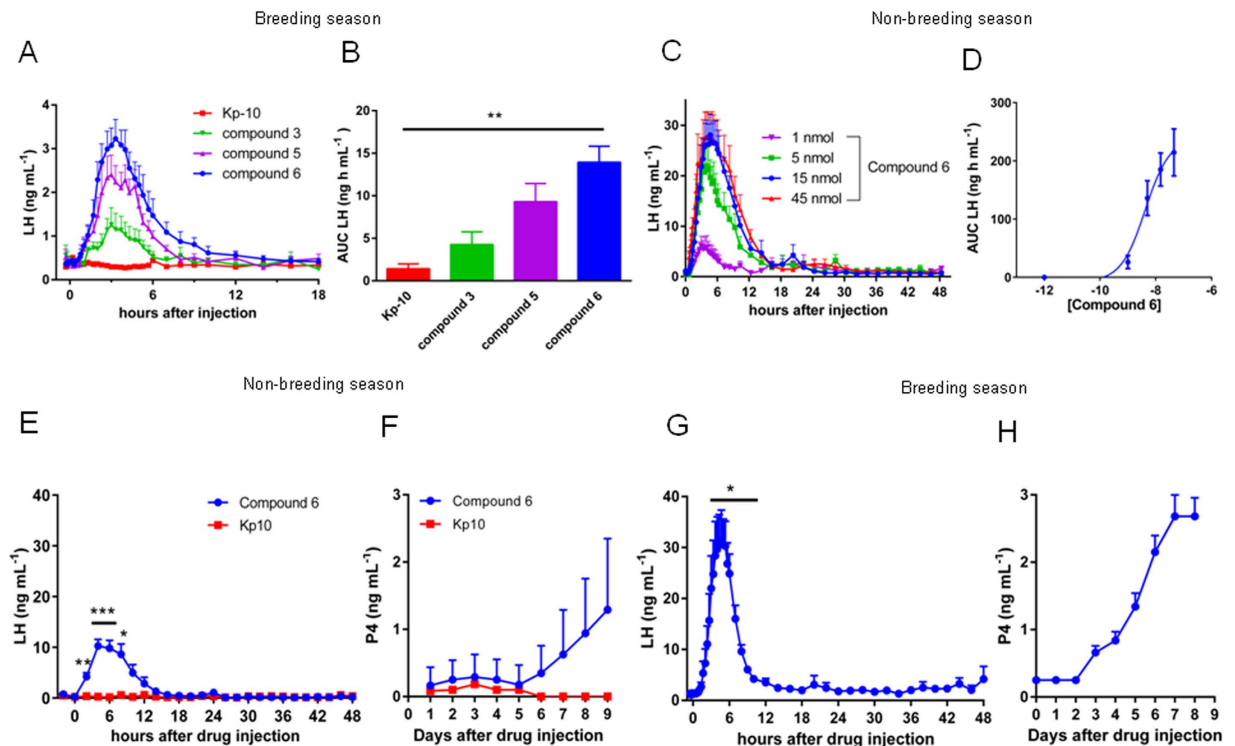 Breeding season
Non-breeding season
A
B
C
D
LH (ng mL-1)
4
3
2
1
0
Kp-10
compound 3
compound 5
compound 6
0
6
12
18
hours after injection
AUC LH (ng h mL-1)
20
15
10
5
0
**
Kp-10
compound 3
compound 5
compound 6
LH (ng mL-1)
30
20
10
0
1 nmol
5 nmol
15 nmol
45 nmol
Compound 6
0 6 12 18 24 30 36 42 48
hours after injection
AUC LH (ng h mL-1)
300
200
100
0
-12 -10 -8 -6
[Compound 6]
Non-breeding season
Breeding season
E
F
G
H
LH (ng mL-1)
40
30
20
10
0
Compound 6
Kp10
**
***
*
0 6 12 18 24 30 36 42 48
hours after drug injection
P4 (ng mL-1)
3
2
1
0
Compound 6
Kp10
0 1 2 3 4 5 6 7 8 9
Days after drug injection
LH (ng mL-1)
40
30
20
10
0
*
0 6 12 18 24 30 36 42 48
hours after drug injection
P4 (ng mL-1)
3
2
1
0
0 1 2 3 4 5 6 7 8 9
Days after drug injection